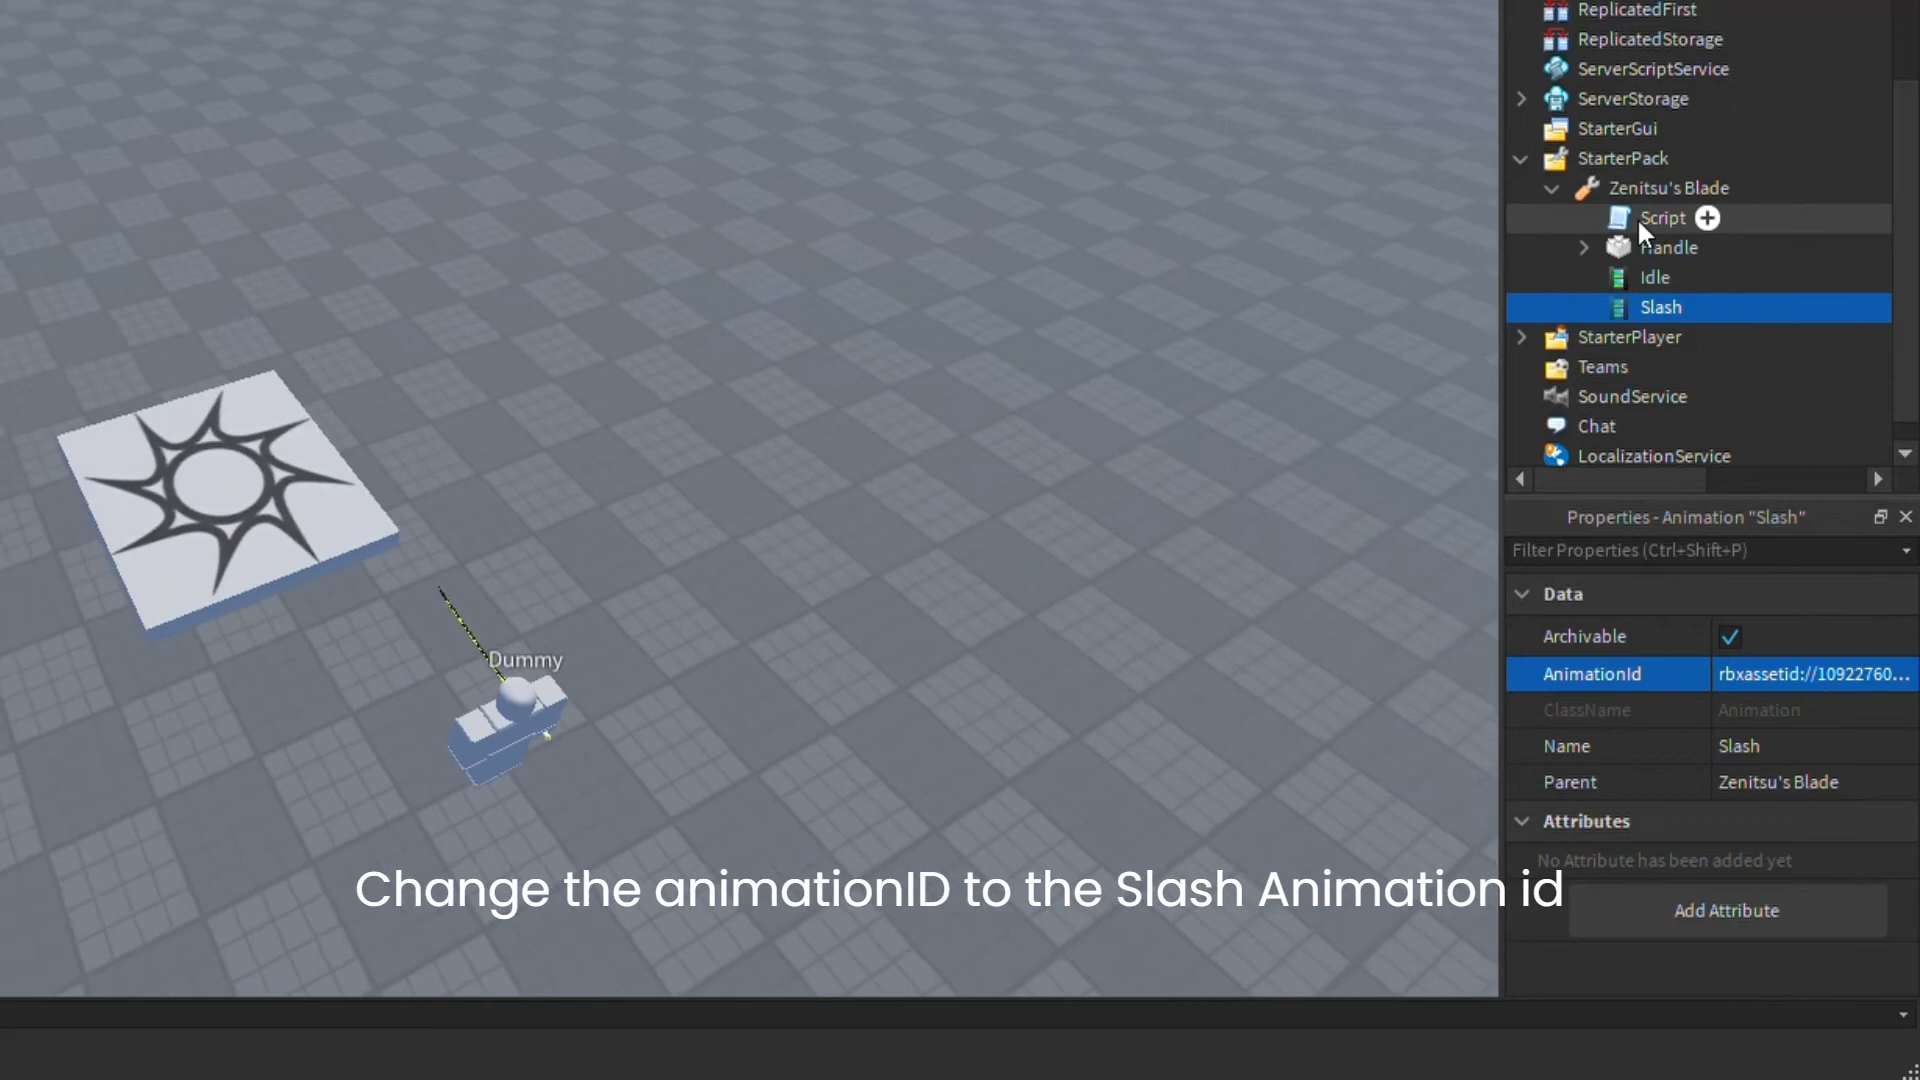 ReplicatedFirst
ReplicatedStorage
ServerScriptService
ServerStorage
StarterGui
StarterPack
Zenitsu's Blade
Script
Handle
Idle
Slash
StarterPlayer
Teams
SoundService
Chat
LocalizationService
Properties - Animation "Slash"
Filter Properties (Ctrl+Shift+P)
Data
Archivable
AnimationId rbxassetid://10922760...
ClassName Animation
Name Slash
Parent Zenitsu's Blade
Attributes
No Attribute has been added yet
Add Attribute
Dummy
Change the animationID to the Slash Animation id